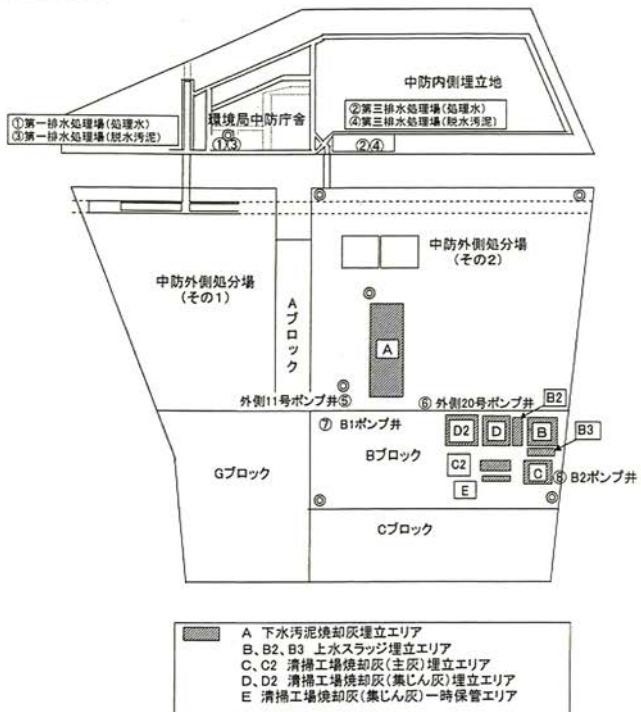 中防内側埋立地
①第一排水処理場(処理水)
③第一排水処理場(脱水汚泥)
環境局中防庁舎
①③
②第三排水処理場(処理水)
④第三排水処理場(脱水汚泥)
②④
中防外側処分場
(その1)
Aブロック
中防外側処分場
(その2)
A
外側11号ポンプ井⑤
⑥ 外側20号ポンプ井
B2
⑦ B1ポンプ井
D2
D
B
B3
Bブロック
C2
C
⑧ B2ポンプ井
E
Gブロック
Cブロック
A 下水汚泥焼却灰埋立エリア
B、B2、B3 上水スラッジ埋立エリア
C、C2 清掃工場焼却灰(主灰)埋立エリア
D、D2 清掃工場焼却灰(集じん灰)埋立エリア
E 清掃工場焼却灰(集じん灰)一時保管エリア